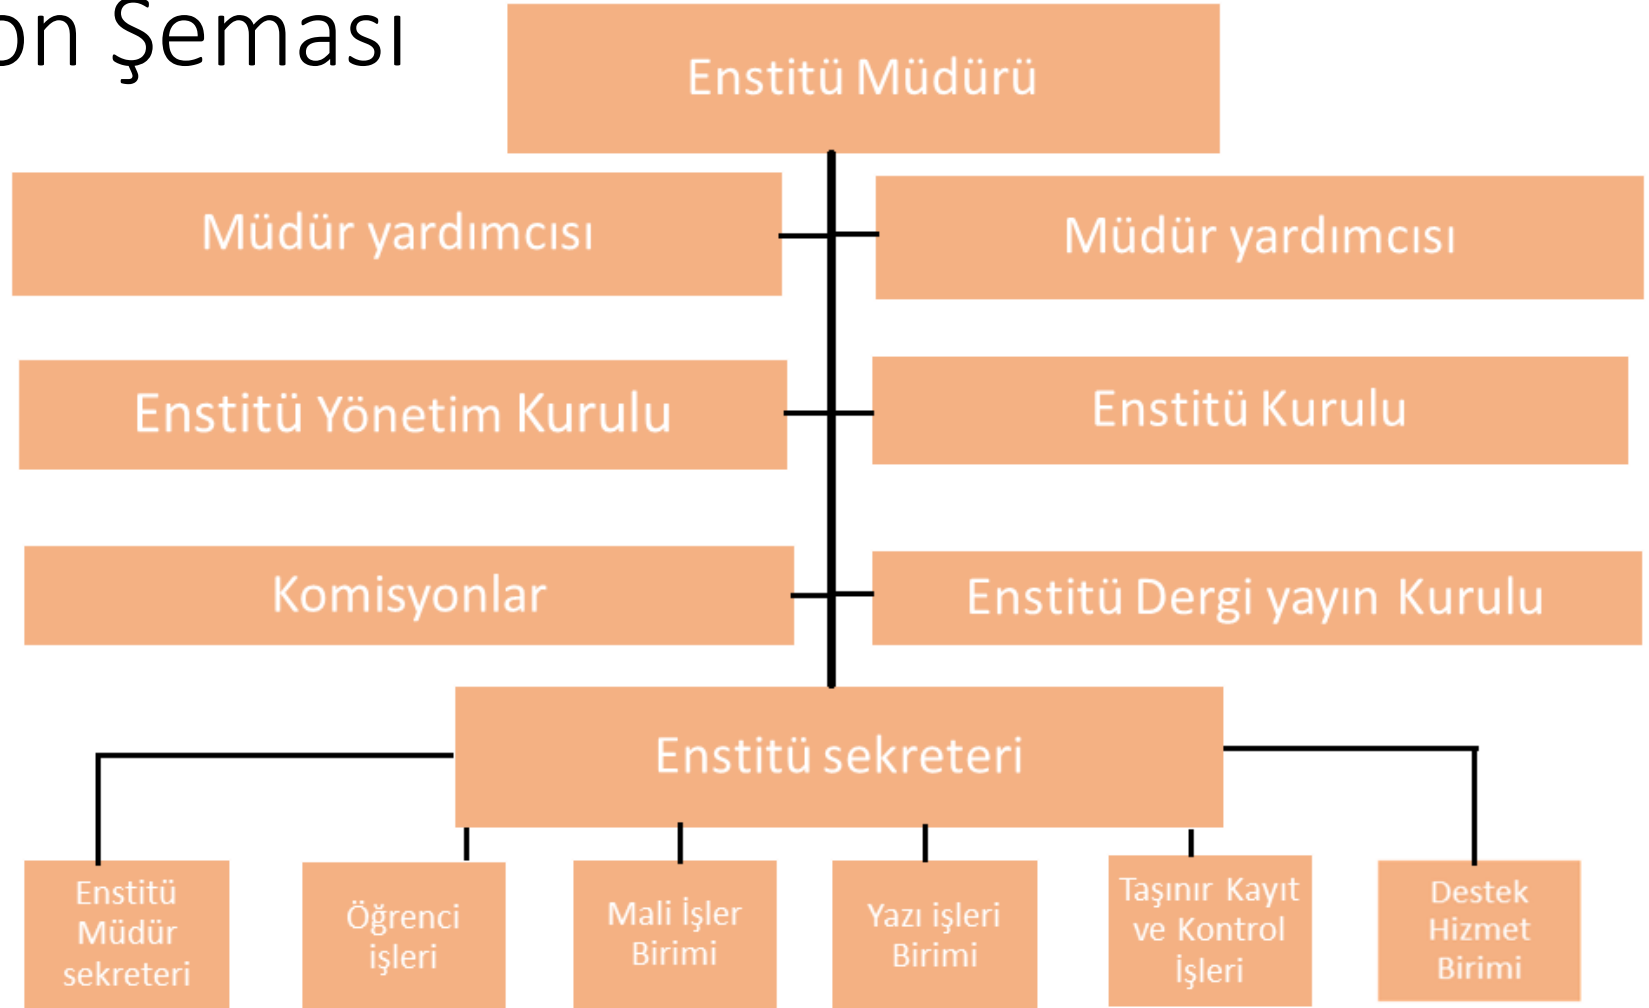 on Şeması
Enstitü Müdürü
Müdür yardımcısı
Müdür yardımcısı
Enstitü Yönetim Kurulu
Enstitü Kurulu
Komisyonlar
Enstitü Dergi yayın Kurulu
Enstitü sekreteri
Enstitü
Müdür
sekreteri
Öğrenci
işleri
Mali İşler
Birimi
Yazı işleri
Birimi
Taşınır Kayıt
ve Kontrol
İşleri
Destek
Hizmet
Birimi